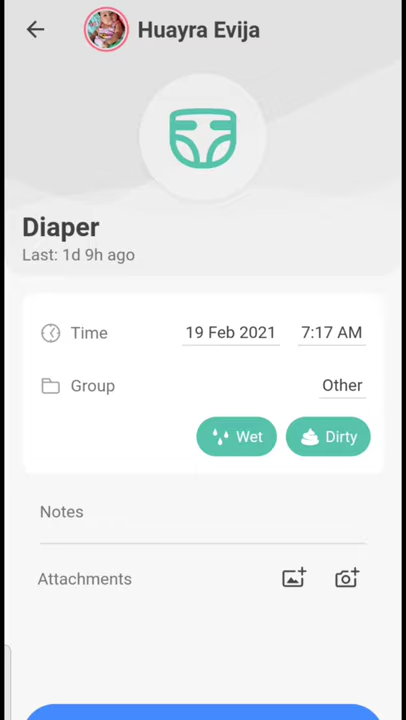 Huayra Evija
Diaper
Last: 1d 9h ago
Time 19 Feb 2021 7:17 AM
Group Other
Wet Dirty
Notes
Attachments